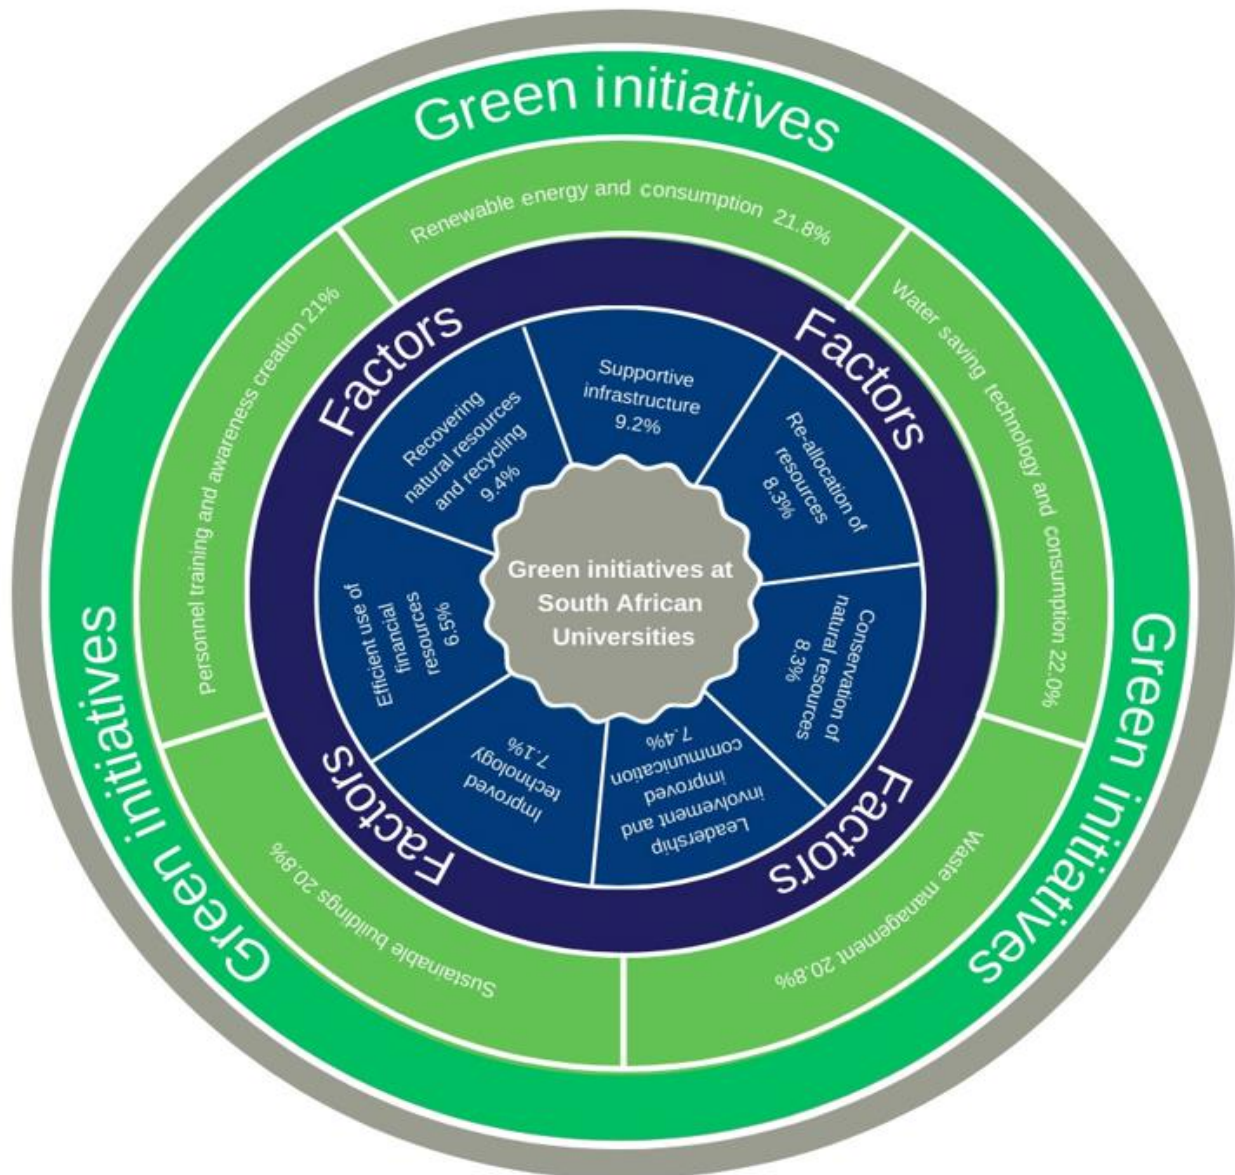 Green initiatives
Renewable energy and consumption 21.8%
Water saving technology and consumption 22.0%
Waste management 20.8%
Sustainable buildings 20.8%
Personnel training and awareness creation 21%
Green initiatives
Green initiatives
Factors
Factors
Factors
Factors
Supportive
infrastructure
9.2%
Re-allocation of
resources
8.3%
Conservation of
natural resources
8.3%
Leadership
involvement and
improved
communication
7.4%
Improved
technology
7.1%
Efficient use of
financial
resources
6.5%
Recovering
natural resources
and recycling
9.4%
Green initiatives at
South African
Universities